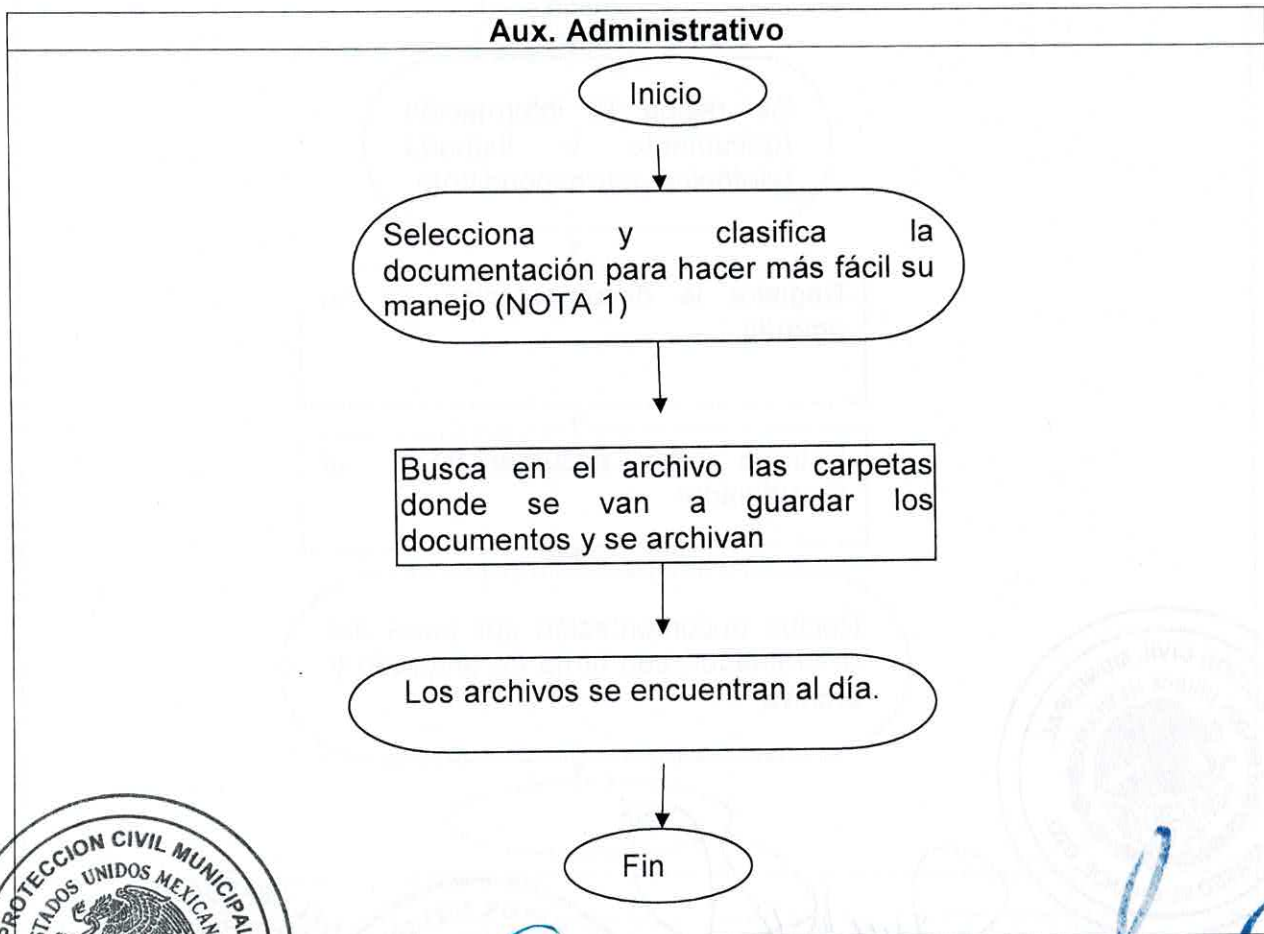 Aux. Administrativo
Inicio
Selecciona y clasifica la
documentación para hacer más fácil su
manejo (NOTA 1)
Busca en el archivo las carpetas
donde se van a guardar los
documentos y se archivan
Los archivos se encuentran al día.
Fin
PROTECCION CIVIL MUNICIPAL
ESTADOS UNIDOS MEXICAN